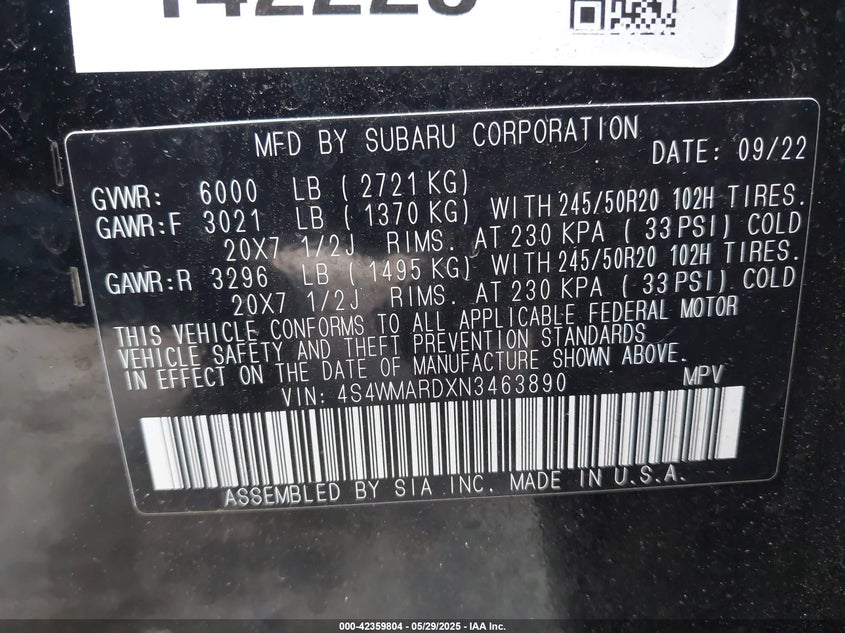 MFD BY SUBARU CORPORATION
DATE: 09/22
GVWR: 6000 LB ( 2721 KG)
GAWR:F 3021 LB ( 1370 KG) WITH 245/50R20 102H TIRES.
20X7 1/2J RIMS. AT 230 KPA ( 33 PSI) COLD
GAWR:R 3296 LB ( 1495 KG) WITH 245/50R20 102H TIRES.
20X7 1/2J RIMS. AT 230 KPA ( 33 PSI) COLD
THIS VEHICLE CONFORMS TO ALL APPLICABLE FEDERAL MOTOR
VEHICLE SAFETY AND THEFT PREVENTION STANDARDS
IN EFFECT ON THE DATE OF MANUFACTURE SHOWN ABOVE.
VIN: 4S4WMARDXN3463890 MPV
ASSEMBLED BY SIA INC. MADE IN U.S.A.
000-42359804 - 05/29/2025 - IAA Inc.